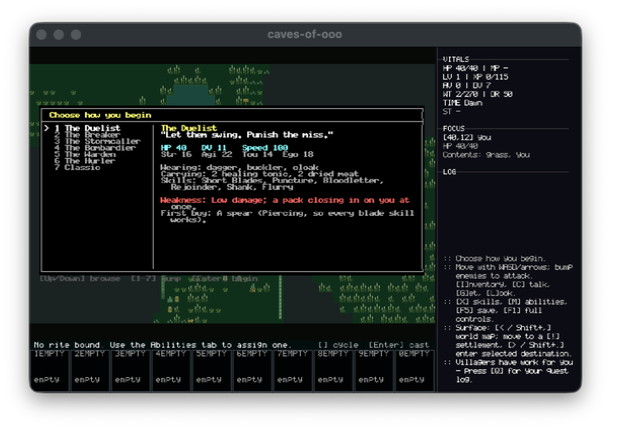 caves-of-ooo
Choose how you begin
> 1 The Duelist
2 The Breaker
3 The Stormcaller
4 The Bombardier
5 The Warden
6 The Hurler
7 Classic
The Duelist
"Let them swing. Punish the miss."
HP 40 DV 11 Speed 100
Str 16 Agi 22 Tou 14 Ego 18
Wearing: dagger, buckler, cloak
Carrying: 2 healing tonic, 2 dried meat
Skills: Short Blades, Puncture, Bloodletter,
Rejoinder, Shank, Flurry
Weakness: Low damage; a pack closing in on you at
once.
First buy: A spear (Piercing, so every blade skill
works).
[Up/Down] browse [1-7] jump [Enter] begin
No rite bound. Use the Abilities tab to assign one. [] cycle [Enter] cast
1EMPTY 2EMPTY 3EMPTY 4EMPTY 5EMPTY 6EMPTY 7EMPTY 8EMPTY 9EMPTY 0EMPTY
empty empty empty empty empty empty empty empty empty empty
VITALS
HP 40/40 | MP -
LV 1 | XP 0/115
AV 0 | DV 7
WT 2/270 | DR 50
TIME Dawn
ST -
FOCUS
[40,12] You
HP 40/40
Contents: grass, you
LOG
:: Choose how you begin.
:: Move with WASD/arrows; bump
enemies to attack.
[I]nventory, [C] talk,
[G]et, [L]ook.
:: [X] skills, [M] abilities,
[F5] save, [F1] full
controls.
:: Surface: [< / Shift+,]
world map; move to a [!]
settlement, [> / Shift+.]
enter selected destination.
:: Villagers have work for you
- Press [Q] for your quest
log.